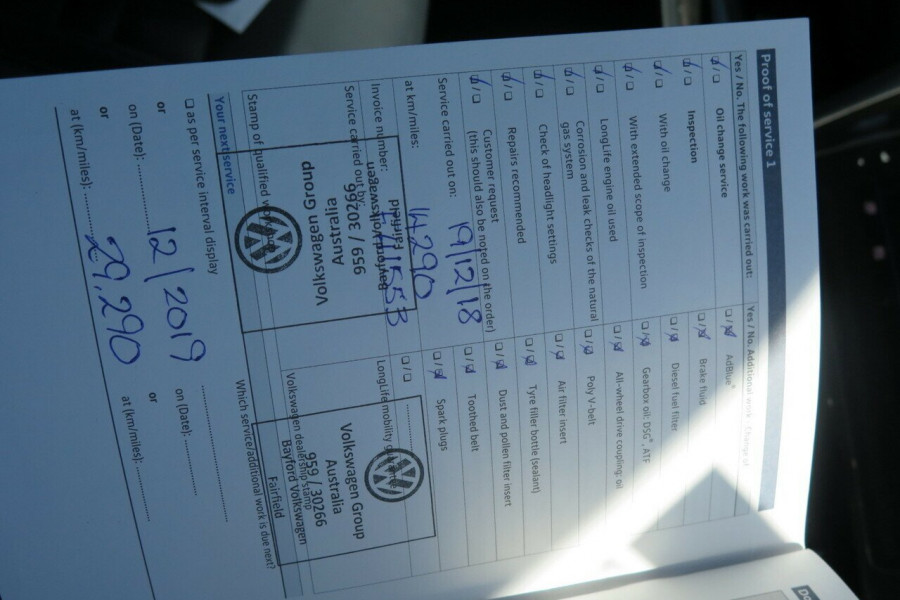 Proof of service 1
Yes / No. The following work was carried out:
Oil change service
Inspection
With oil change
With extended scope of inspection
LongLife engine oil used
Corrosion and leak checks of the natural
gas system
Check of headlight settings
Repairs recommended
Customer request
(this should also be noted on the order)
Service carried out on: 19/12/18
at km/miles: 14290
Invoice number:
Service carried out by:
Stamp of qualified
Bayford Volkswagen
Fairfield
959 / 30266
Australia
Volkswagen Group
Yes / No. Additional work
AdBlue®
Brake fluid
Diesel fuel filter
Gearbox oil: DSG®, ATF
All-wheel drive coupling: oil
Poly V-belt
Air filter insert
Tyre filler bottle (sealant)
Dust and pollen filter insert
Toothed belt
Spark plugs
LongLife mobility
Volkswagen Group
Australia
959 / 30266
Bayford Volkswagen
Fairfield
Volkswagen dealership stamp
Your next service
as per service interval display
or
on (Date): 12/2019
or
at (km/miles): 29,290
Which service/additional work is due next?
on (Date):
or
at (km/miles):